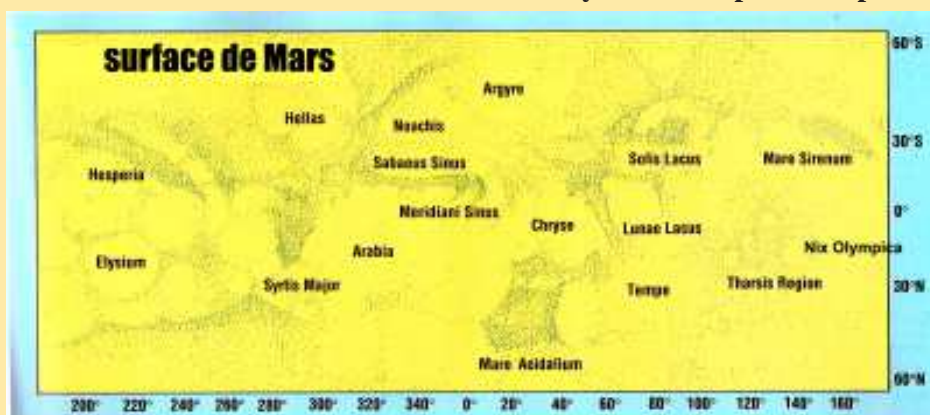 surface de Mars
60°S
Argyre
Hellas
Noachis
30°S
Sabaeus Sinus
Solis Lacus
Mare Sirenum
Hesperia
Meridiani Sinus
0°
Chryse
Lunae Lacus
Arabia
Nix Olympica
Elysium
Syrtis Major
Tempe
Tharsis Region
30°N
Mare Acidalium
60°N
200° 220° 240° 260° 280° 300° 320° 340° 0° 20° 40° 60° 80° 100° 120° 140° 160°